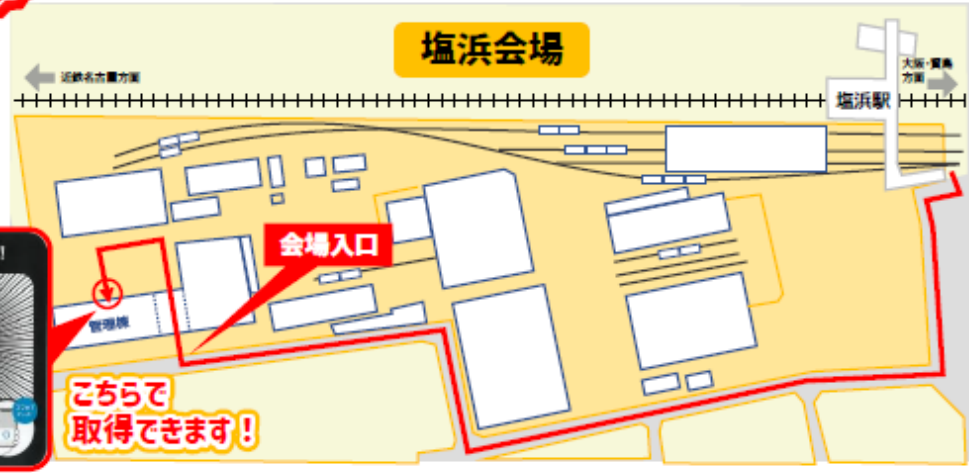 塩浜会場
近鉄名古屋方面
大阪・賢島
方面
塩浜駅
会場入口
管理棟
こちらで
取得できます!
!